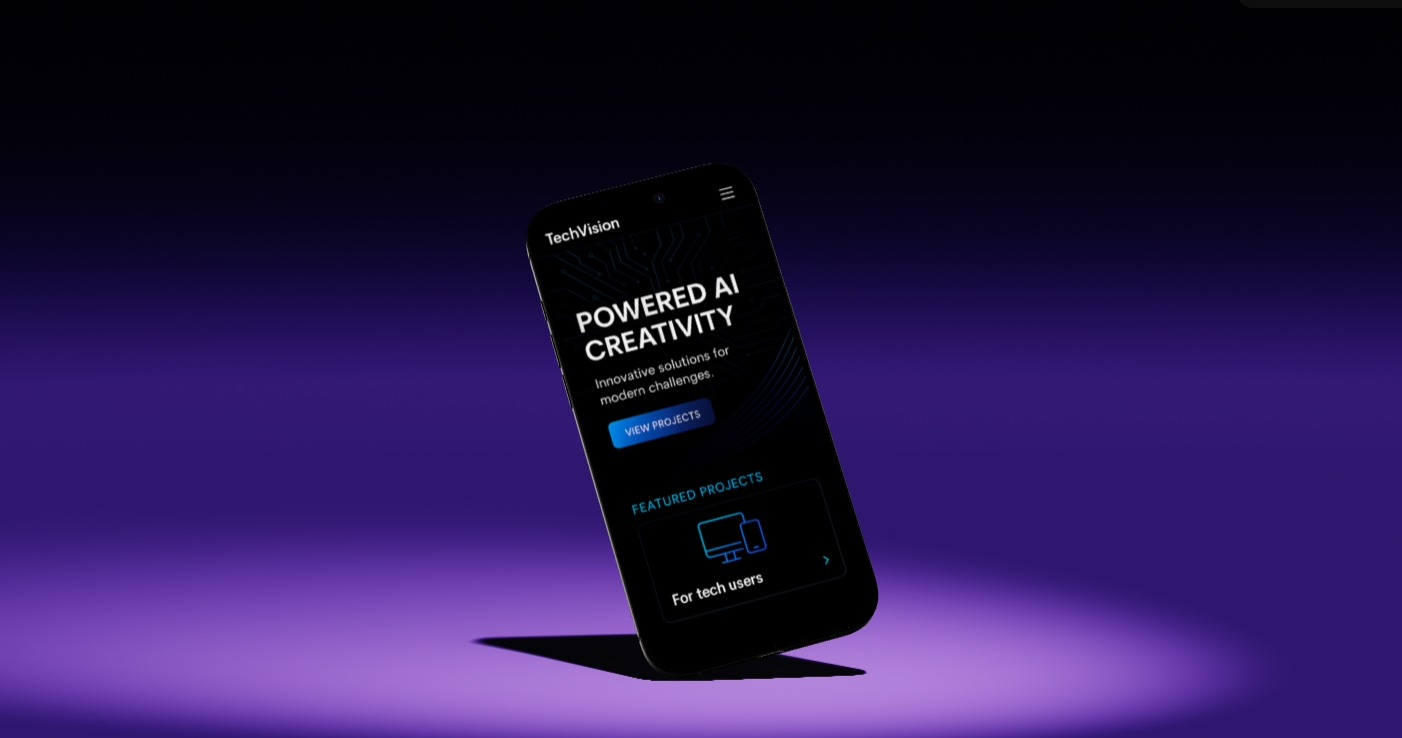 TechVision
POWERED AI
CREATIVITY
Innovative solutions for
modern challenges.
VIEW PROJECTS
FEATURED PROJECTS
For tech users